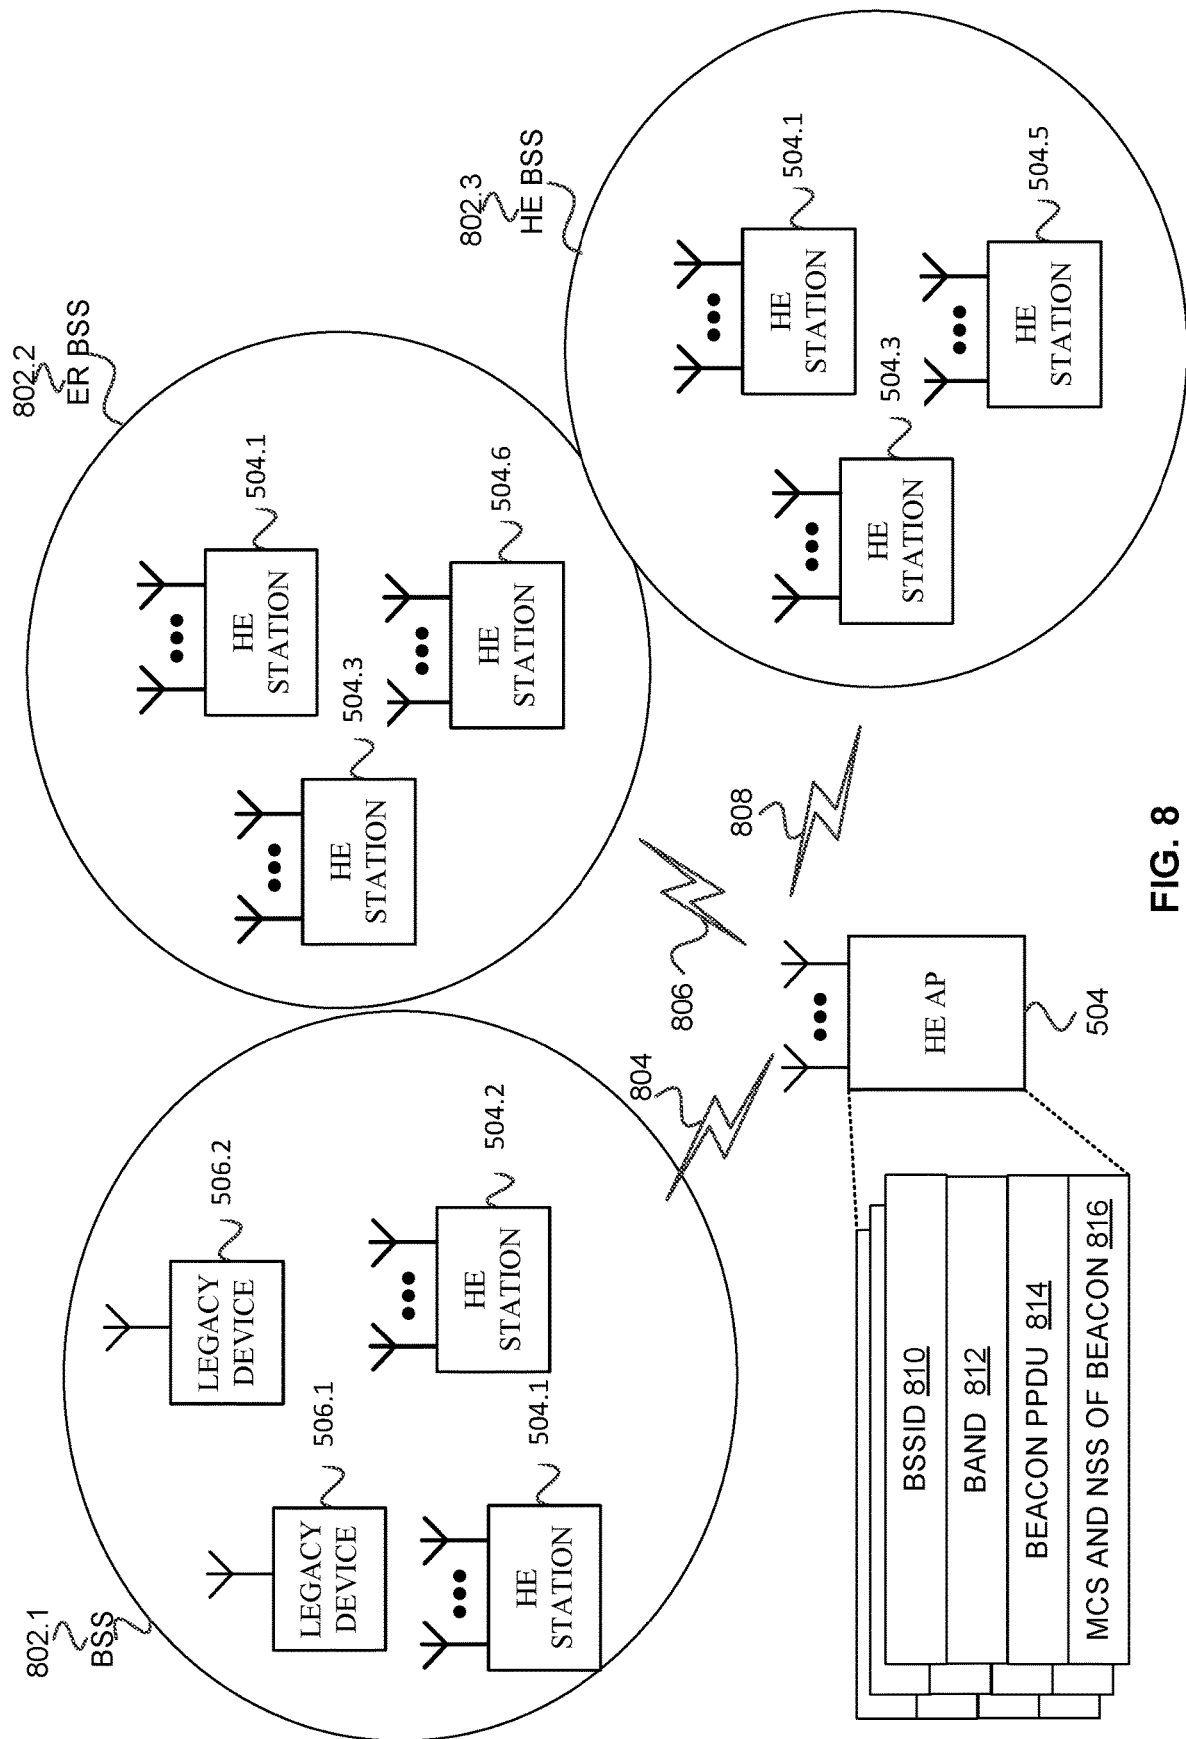 802.1
BSS
LEGACY
DEVICE
506.1
LEGACY
DEVICE
506.2
HE
STATION
504.1
HE
STATION
504.2
802.2
ER BSS
HE
STATION
504.3
HE
STATION
504.1
HE
STATION
504.6
802.3
HE BSS
HE
STATION
504.3
HE
STATION
504.1
HE
STATION
504.5
804
806
808
HE AP
504
BSSID 810
BAND 812
BEACON PPDU 814
MCS AND NSS OF BEACON 816
FIG. 8